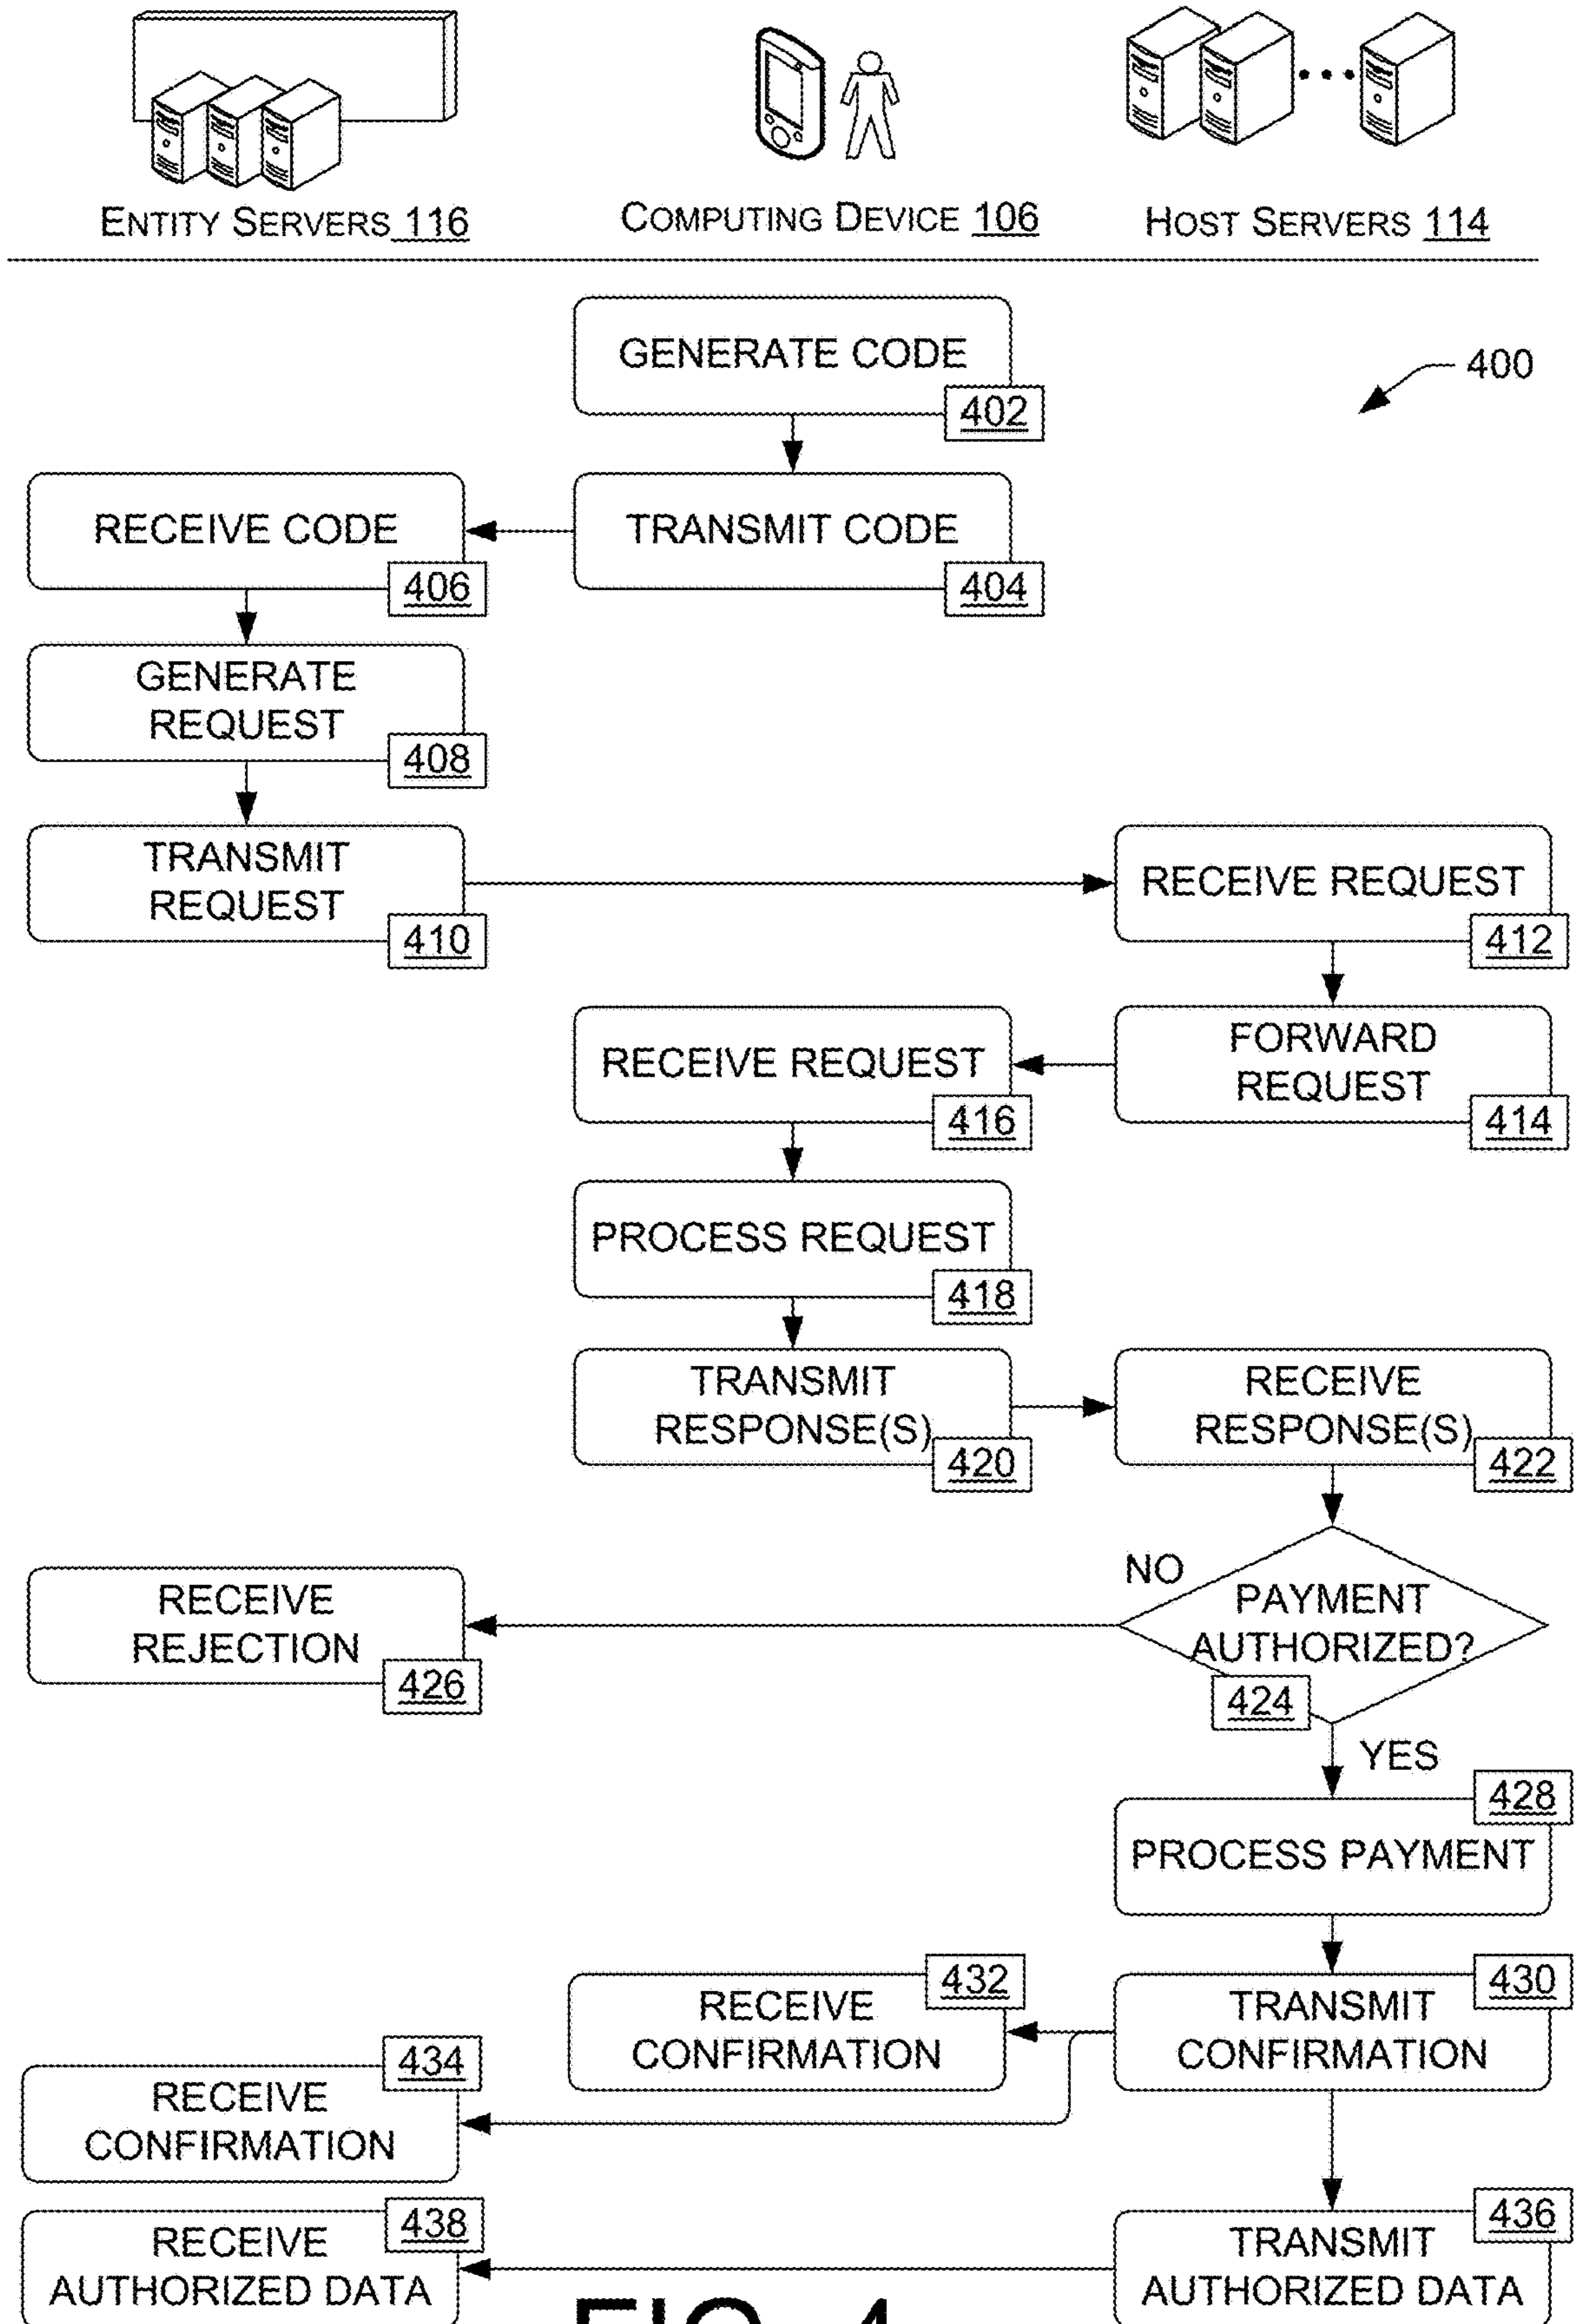 ENTITY SERVERS 116
COMPUTING DEVICE 106
HOST SERVERS 114
GENERATE CODE
402
400
RECEIVE CODE
406
TRANSMIT CODE
404
GENERATE
REQUEST
408
TRANSMIT
REQUEST
410
RECEIVE REQUEST
412
RECEIVE REQUEST
416
FORWARD
REQUEST
414
PROCESS REQUEST
418
TRANSMIT
RESPONSE(S)
420
RECEIVE
RESPONSE(S)
422
NO
PAYMENT
AUTHORIZED?
424
RECEIVE
REJECTION
426
YES
428
PROCESS PAYMENT
432
RECEIVE
CONFIRMATION
430
TRANSMIT
CONFIRMATION
434
RECEIVE
CONFIRMATION
438
RECEIVE
AUTHORIZED DATA
436
TRANSMIT
AUTHORIZED DATA
FIG. 4